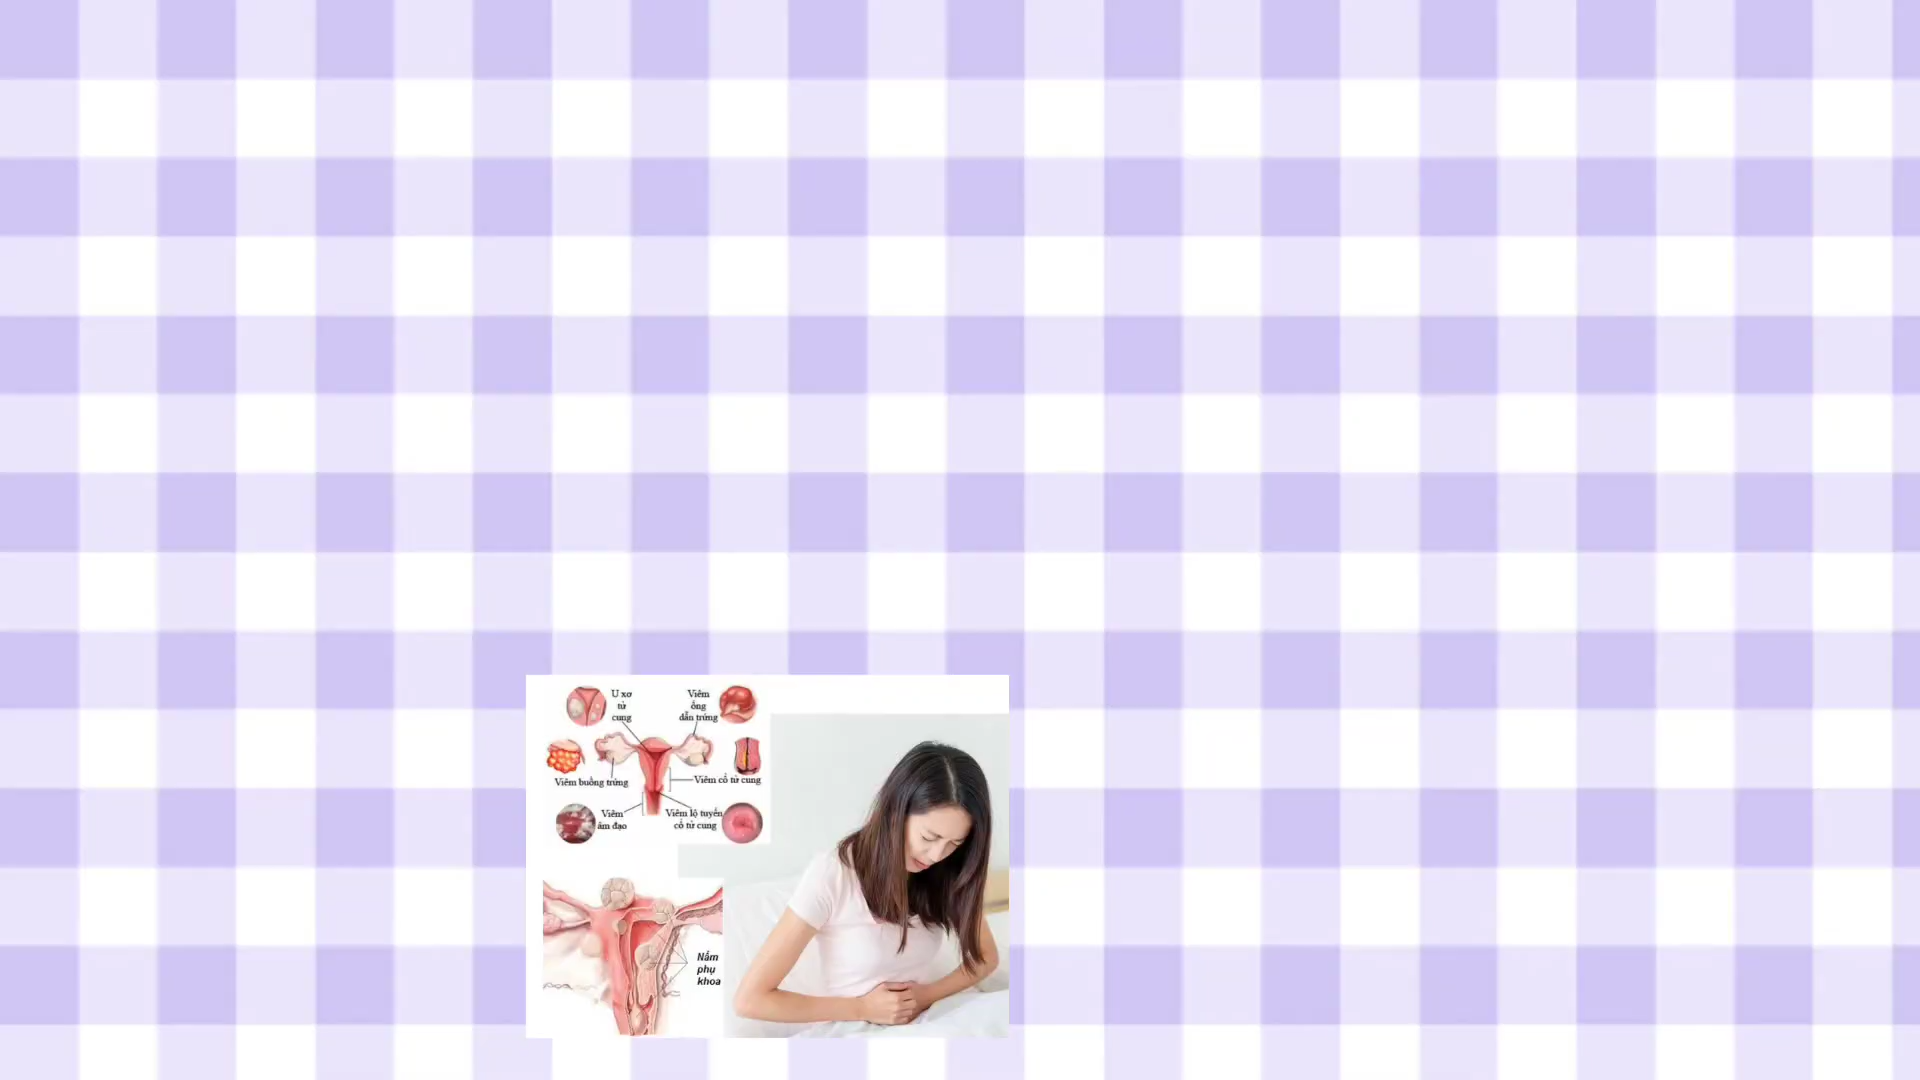 U xơ
tử
cung
Viêm
ống
dẫn trứng
Viêm buồng trứng
Viêm cổ tử cung
Viêm
âm đạo
Viêm lộ tuyến
cổ tử cung
Nấm
phụ
khoa